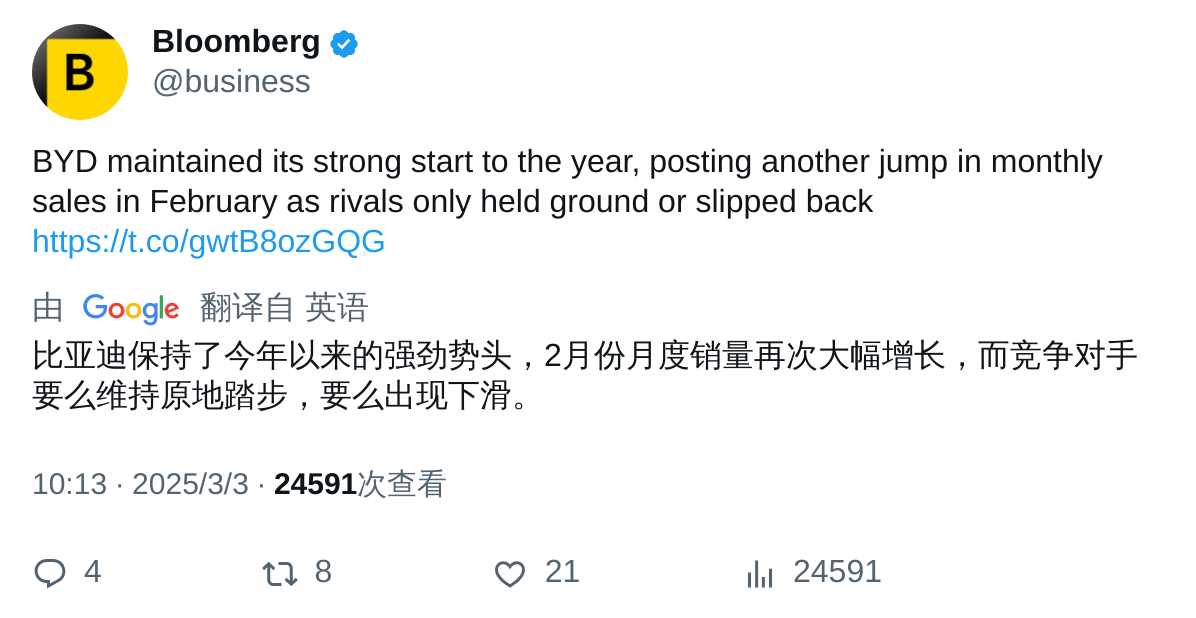 B
Bloomberg
@business
BYD maintained its strong start to the year, posting another jump in monthly
sales in February as rivals only held ground or slipped back
https://t.co/gwtB8ozGQG
由 Google 翻译自 英语
比亚迪保持了今年以来的强劲势头，2月份月度销量再次大幅增长，而竞争对手
要么维持原地踏步，要么出现下滑。
10:13 · 2025/3/3 · 24591次查看
4 8 21 24591